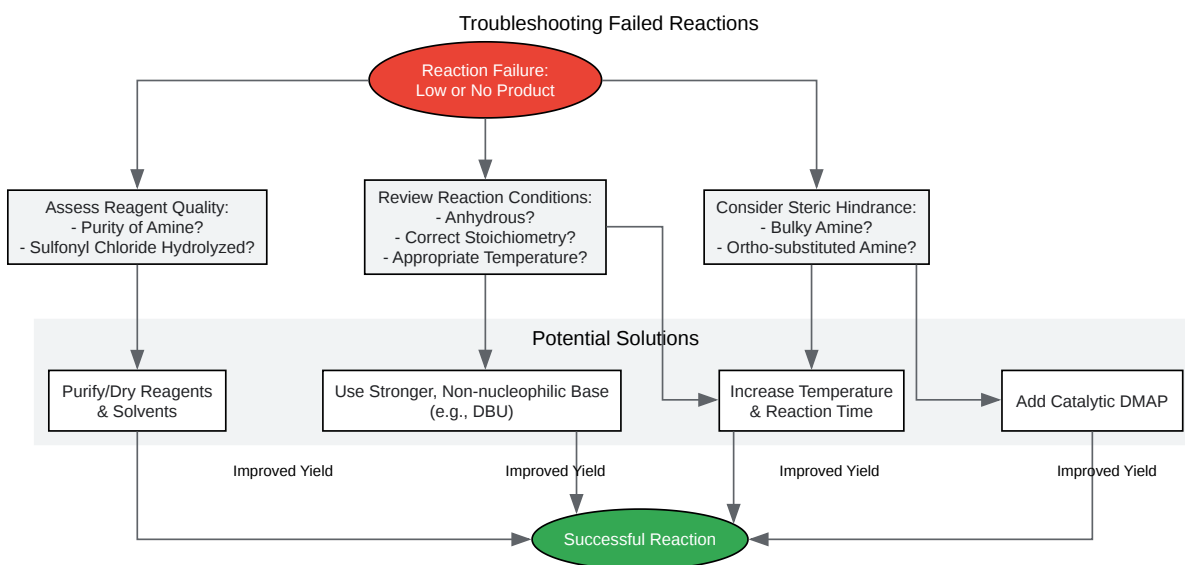 Troubleshooting Failed Reactions
Reaction Failure:
Low or No Product
Assess Reagent Quality:
- Purity of Amine?
- Sulfonyl Chloride Hydrolyzed?
Review Reaction Conditions:
- Anhydrous?
- Correct Stoichiometry?
- Appropriate Temperature?
Consider Steric Hindrance:
- Bulky Amine?
- Ortho-substituted Amine?
Potential Solutions
Purify/Dry Reagents
& Solvents
Use Stronger, Non-nucleophilic Base
(e.g., DBU)
Increase Temperature
& Reaction Time
Add Catalytic DMAP
Improved Yield
Improved Yield
Improved Yield
Improved Yield
Successful Reaction